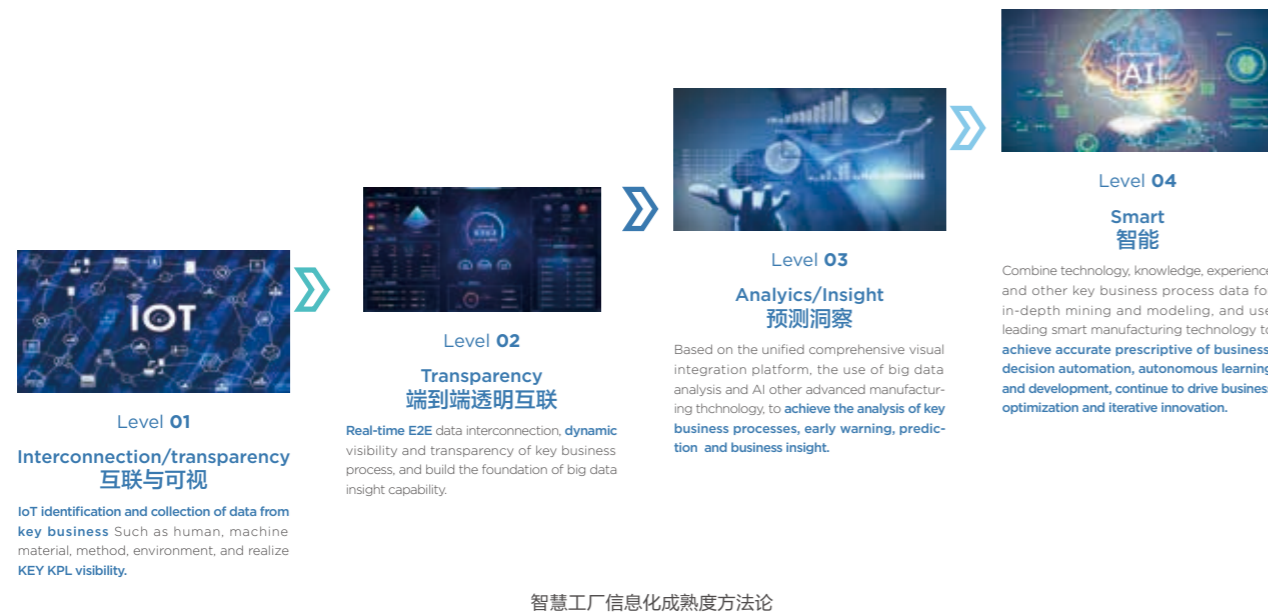 IOT
Level 01
Interconnection/transparency
互联与可视
IoT identification and collection of data from
key business Such as human, machine
material, method, environment, and realize
KEY KPL visibility.
Level 02
Transparency
端到端透明互联
Real-time E2E data interconnection, dynamic
visibility and transparency of key business
process, and build the foundation of big data
insight capability.
Level 03
Analyics/Insight
预测洞察
Based on the unified comprehensive visual
integration platform, the use of big data
analysis and AI other advanced manufactur-
ing thchnology, to achieve the analysis of key
business processes, early warning, predic-
tion and business insight.
AI
Level 04
Smart
智能
Combine technology, knowledge, experience
and other key business process data fo
in-depth mining and modeling, and use
leading smart manufacturing technology to
achieve accurate prescriptive of business
decision automation, autonomous learning
and development, continue to drive business
optimization and iterative innovation.
智慧工厂信息化成熟度方法论